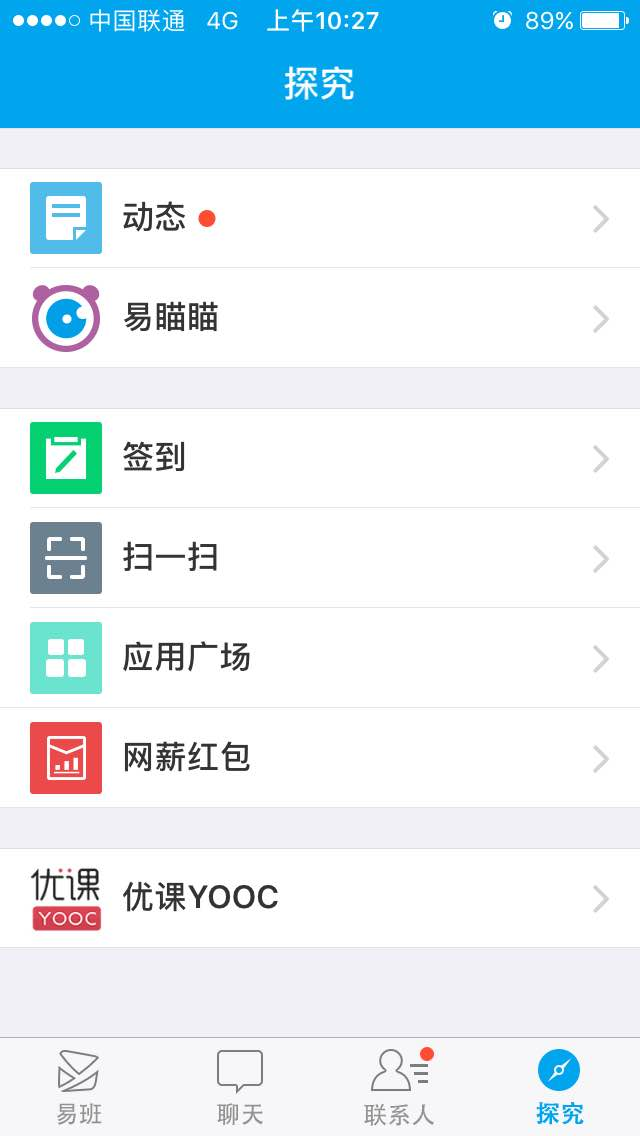 中国联通 4G 上午10:27 89%
探究
动态
易瞄瞄
签到
扫一扫
应用广场
网薪红包
优课
YOOC
优课YOOC
易班 聊天 联系人 探究